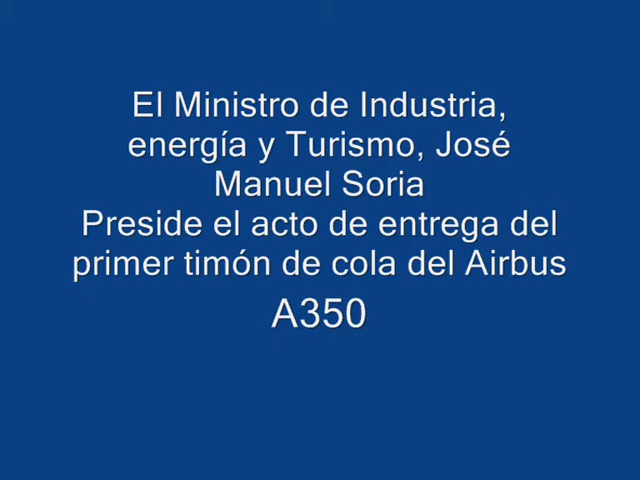 El Ministro de Industria,
energía y Turismo, José
Manuel Soria
Preside el acto de entrega del
primer timón de cola del Airbus
A350